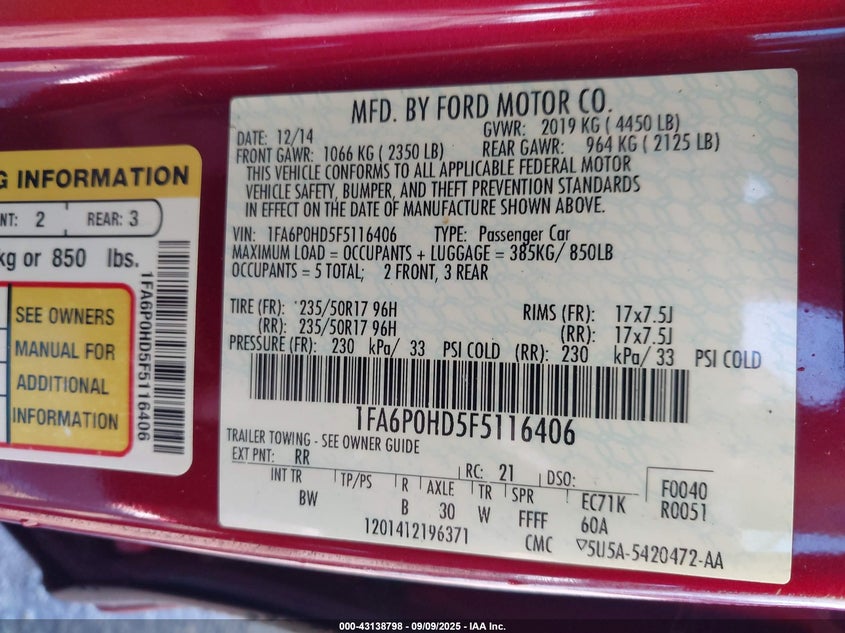 G INFORMATION
NT: 2 REAR: 3
kg or 850 lbs.
SEE OWNERS
MANUAL FOR
ADDITIONAL
INFORMATION
1FA6P0HD5F5116406
MFD. BY FORD MOTOR CO.
DATE: 12/14 GVWR: 2019 KG ( 4450 LB)
FRONT GAWR: 1066 KG ( 2350 LB) REAR GAWR: 964 KG ( 2125 LB)
THIS VEHICLE CONFORMS TO ALL APPLICABLE FEDERAL MOTOR
VEHICLE SAFETY, BUMPER, AND THEFT PREVENTION STANDARDS
IN EFFECT ON THE DATE OF MANUFACTURE SHOWN ABOVE.
VIN: 1FA6P0HD5F5116406 TYPE: Passenger Car
MAXIMUM LOAD = OCCUPANTS + LUGGAGE = 385KG/ 850LB
OCCUPANTS = 5 TOTAL; 2 FRONT, 3 REAR
TIRE (FR): 235/50R17 96H RIMS (FR): 17x7.5J
(RR): 235/50R17 96H (RR): 17x7.5J
PRESSURE (FR): 230 kPa/ 33 PSI COLD (RR): 230 kPa/ 33 PSI COLD
1FA6P0HD5F5116406
TRAILER TOWING - SEE OWNER GUIDE
EXT PNT: RR RC: 21 DSO:
INT TR TP/PS R AXLE TR SPR EC71K F0040
BW B 30 W FFFF 60A R0051
1201412196371 CMC ▽5U5A-5420472-AA
000-43138798 - 09/09/2025 - IAA Inc.